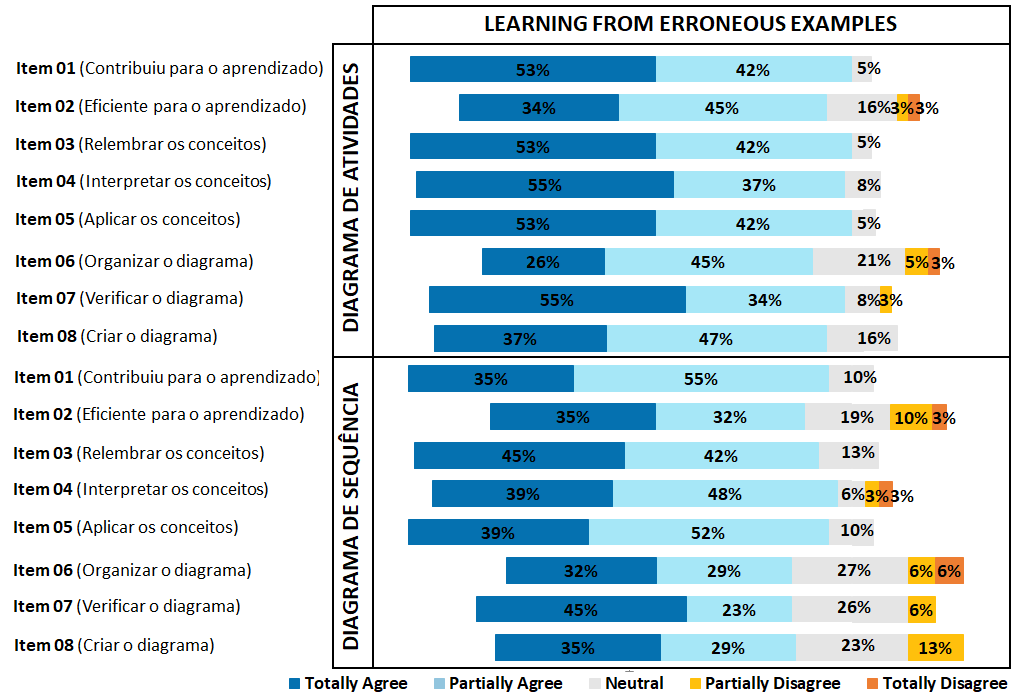 LEARNING FROM ERRONEOUS EXAMPLES
DIAGRAMA DE ATIVIDADES
Item 01 (Contribuiu para o aprendizado) 53% 42% 5%
Item 02 (Eficiente para o aprendizado) 34% 45% 16% 3% 3%
Item 03 (Relembrar os conceitos) 53% 42% 5%
Item 04 (Interpretar os conceitos) 55% 37% 8%
Item 05 (Aplicar os conceitos) 53% 42% 5%
Item 06 (Organizar o diagrama) 26% 45% 21% 5% 3%
Item 07 (Verificar o diagrama) 55% 34% 8% 3%
Item 08 (Criar o diagrama) 37% 47% 16%
DIAGRAMA DE SEQUÊNCIA
Item 01 (Contribuiu para o aprendizado) 35% 55% 10%
Item 02 (Eficiente para o aprendizado) 35% 32% 19% 10% 3%
Item 03 (Relembrar os conceitos) 45% 42% 13%
Item 04 (Interpretar os conceitos) 39% 48% 6% 3% 3%
Item 05 (Aplicar os conceitos) 39% 52% 10%
Item 06 (Organizar o diagrama) 32% 29% 27% 6% 6%
Item 07 (Verificar o diagrama) 45% 23% 26% 6%
Item 08 (Criar o diagrama) 35% 29% 23% 13%
Totally Agree Partially Agree Neutral Partially Disagree Totally Disagree